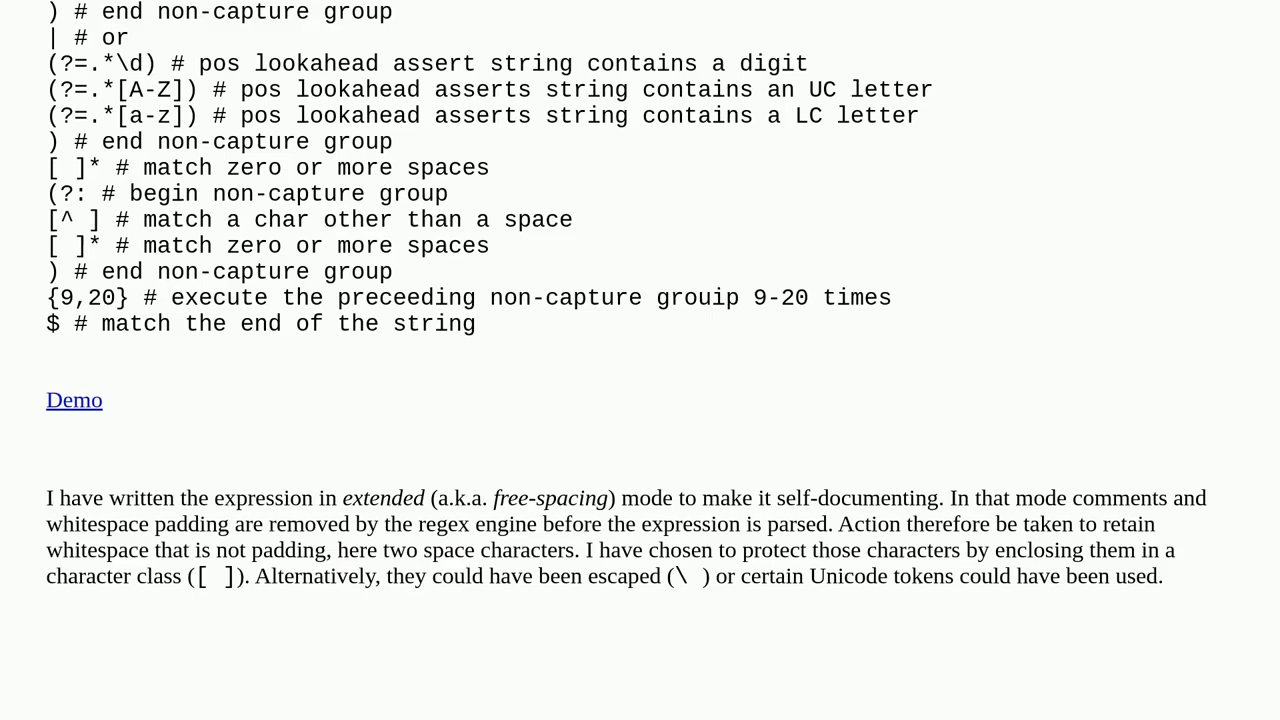 ) # end non-capture group
| # or
(?=.*\d) # pos lookahead assert string contains a digit
(?=.*[A-Z]) # pos lookahead asserts string contains an UC letter
(?=.*[a-z]) # pos lookahead asserts string contains a LC letter
) # end non-capture group
[ ]* # match zero or more spaces
(?: # begin non-capture group
[^ ] # match a char other than a space
[ ]* # match zero or more spaces
) # end non-capture group
{9,20} # execute the preceeding non-capture grouip 9-20 times
$ # match the end of the string
Demo
I have written the expression in extended (a.k.a. free-spacing) mode to make it self-documenting. In that mode comments and
whitespace padding are removed by the regex engine before the expression is parsed. Action therefore be taken to retain
whitespace that is not padding, here two space characters. I have chosen to protect those characters by enclosing them in a
character class ([ ]). Alternatively, they could have been escaped (\ ) or certain Unicode tokens could have been used.